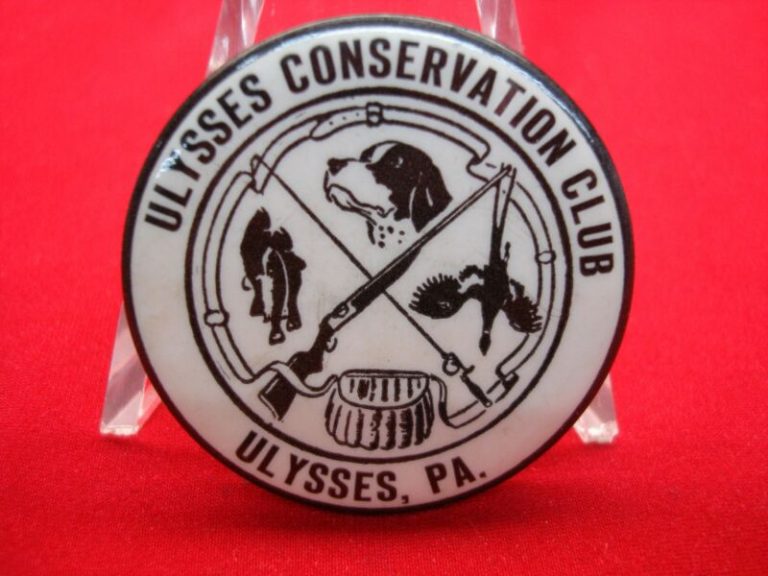 ULYSSES CONSERVATION CLUB
ULYSSES, PA.